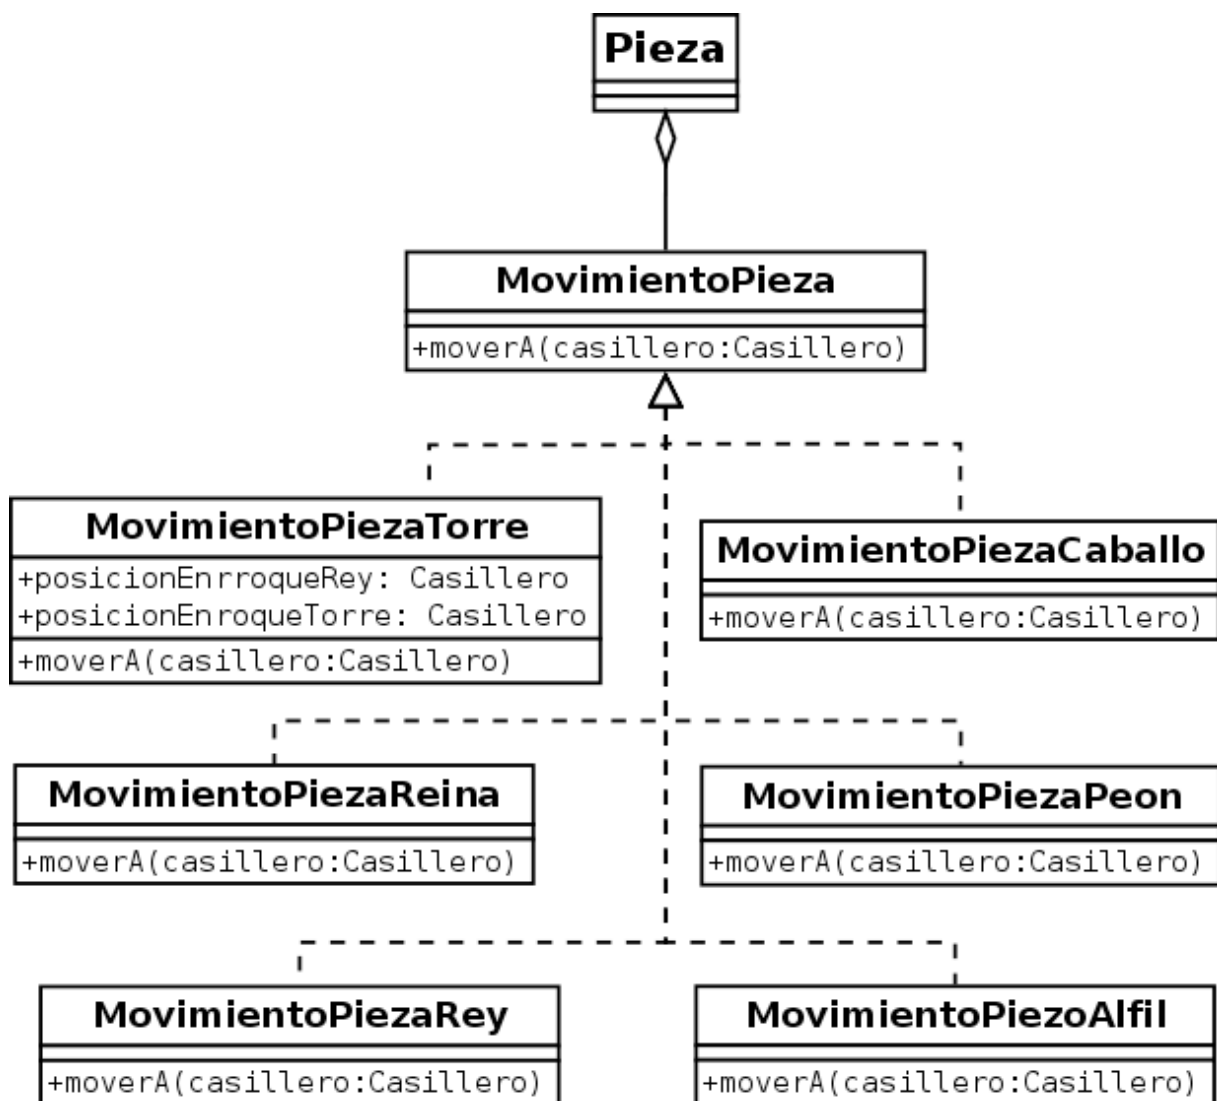 Pieza
MovimientoPieza
+moverA(casillero:Casillero)
MovimientoPiezaTorre
+posicionEnrroqueRey: Casillero
+posicionEnroqueTorre: Casillero
+moverA(casillero:Casillero)
MovimientoPiezaCaballo
+moverA(casillero:Casillero)
MovimientoPiezaReina
+moverA(casillero:Casillero)
MovimientoPiezaPeon
+moverA(casillero:Casillero)
MovimientoPiezaRey
+moverA(casillero:Casillero)
MovimientoPiezoAlfil
+moverA(casillero:Casillero)